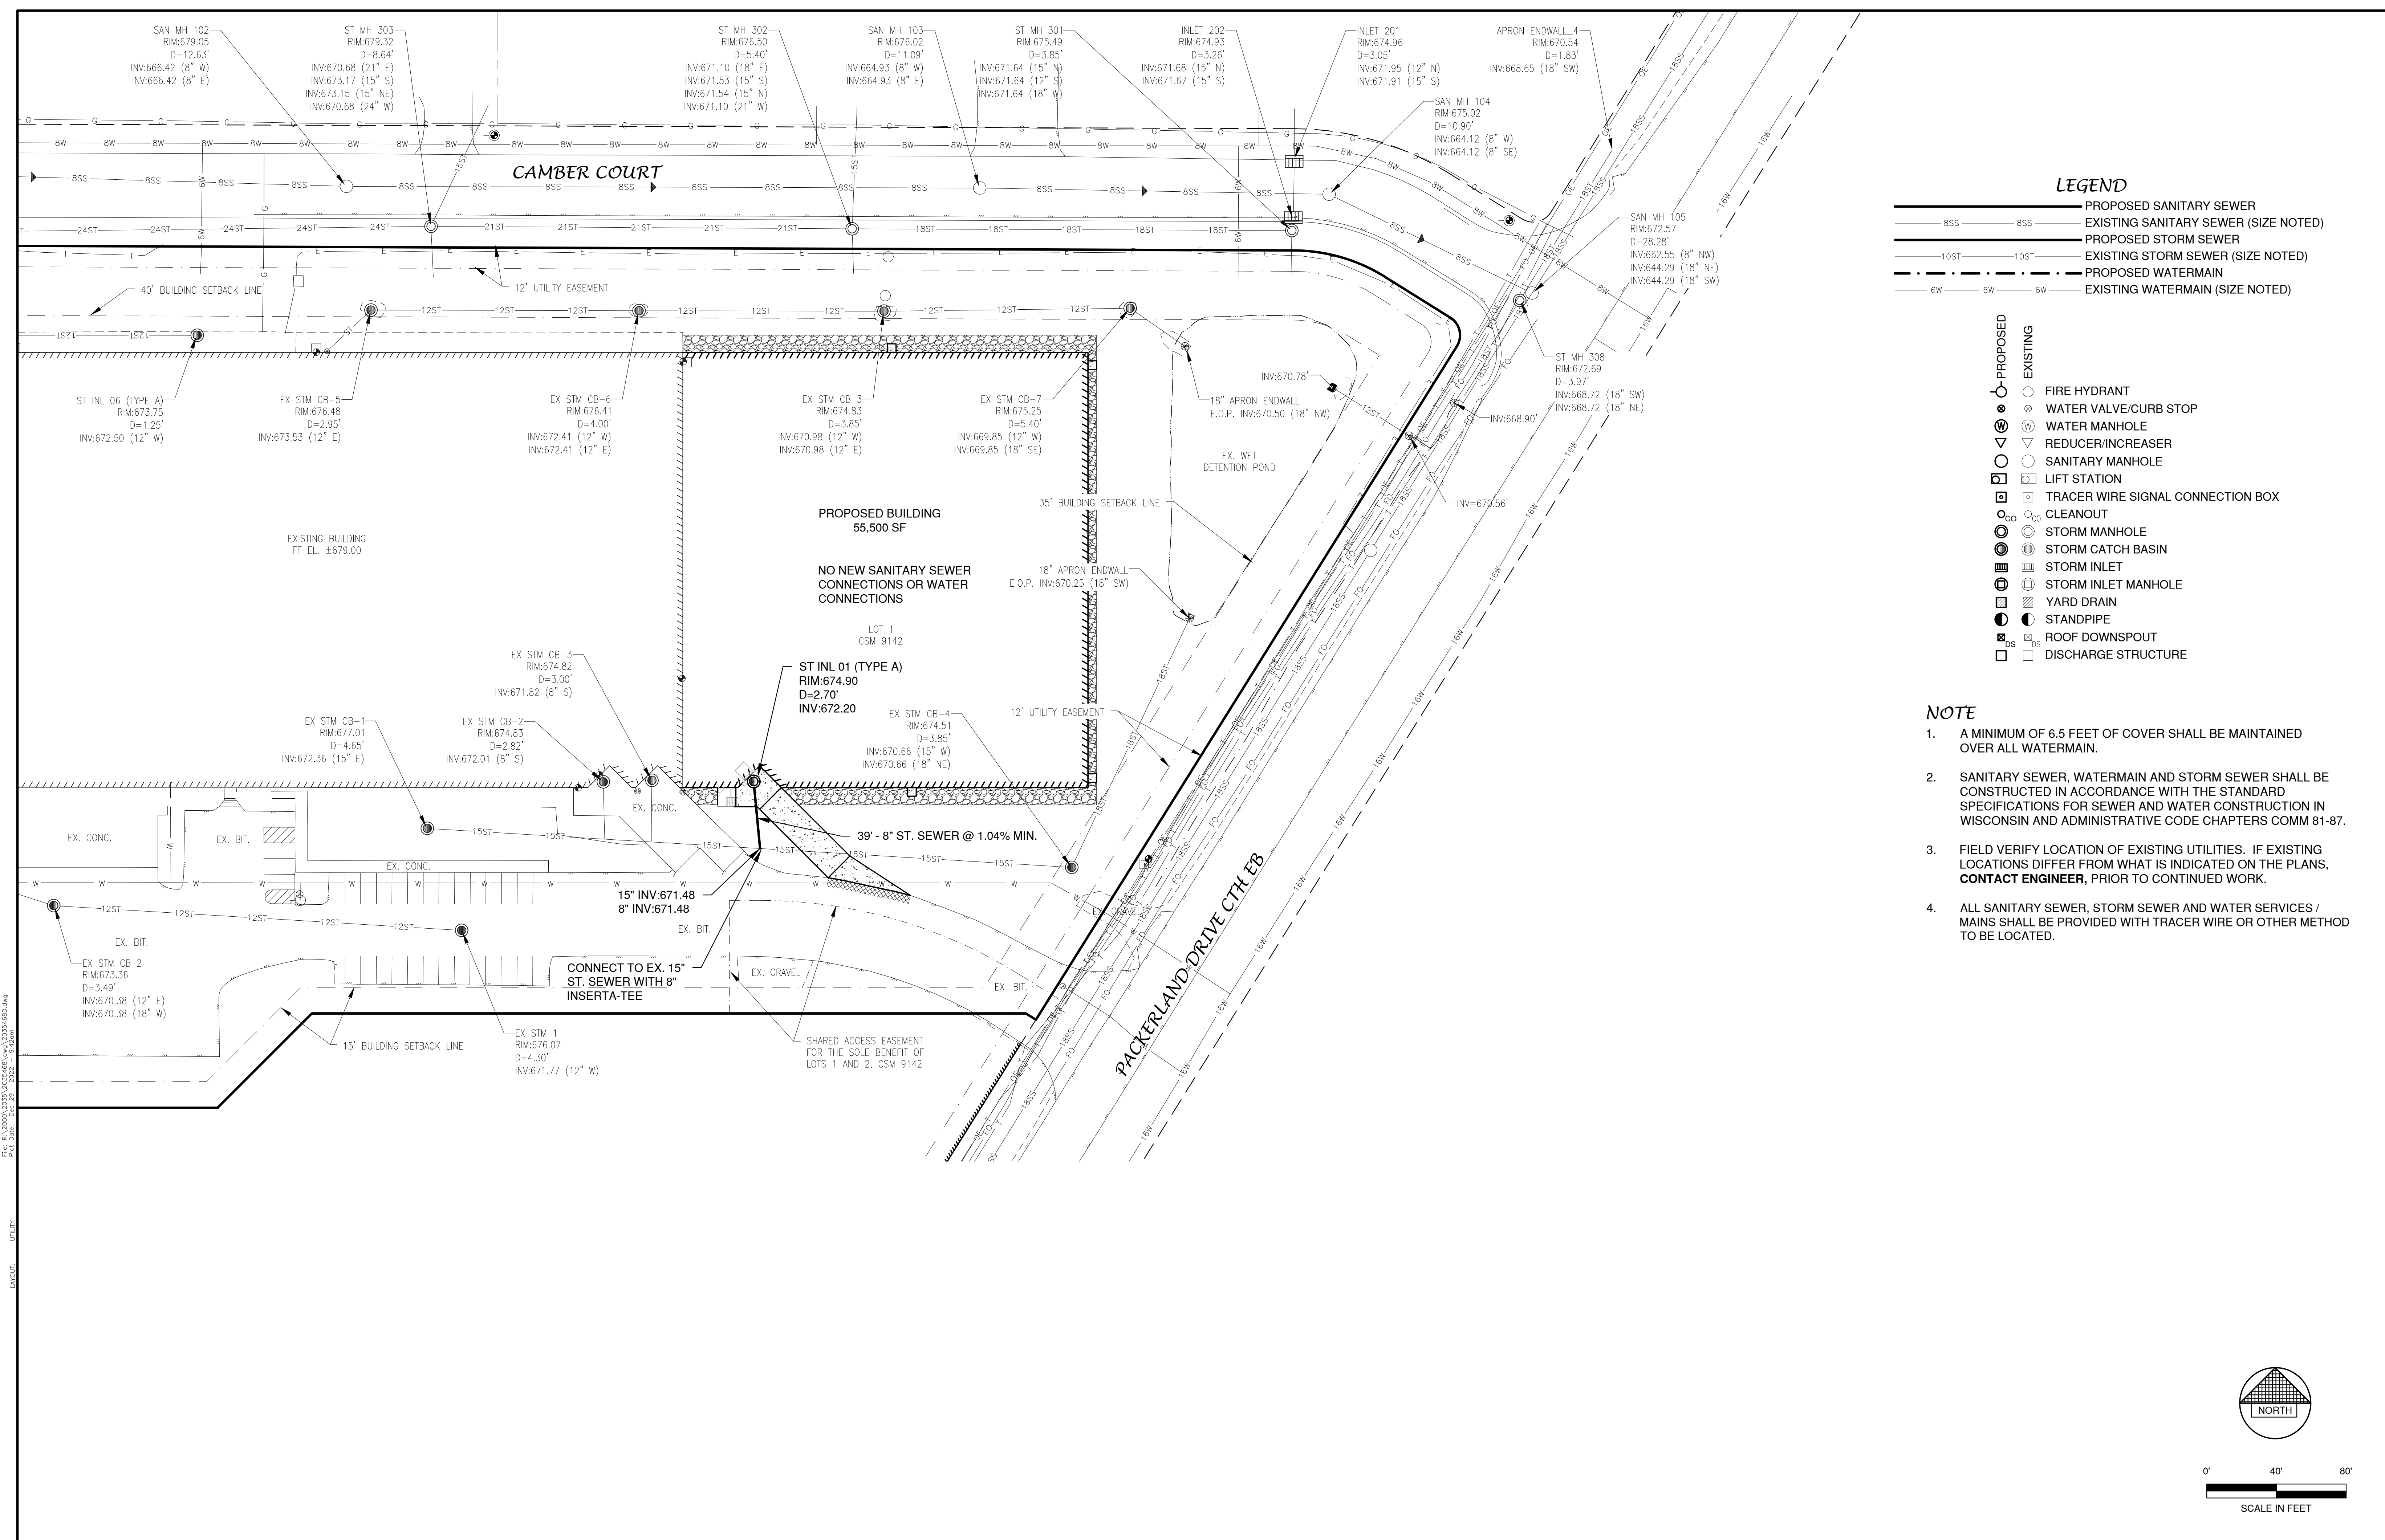 SAN MH 102
RIM:679.05
D=12.63'
INV:666.42 (8" W)
INV:666.42 (8" E)
ST MH 303
RIM:679.32
D=8.64'
INV:670.68 (21" E)
INV:673.17 (15" S)
INV:673.15 (15" NE)
INV:670.68 (24" W)
ST MH 302
RIM:676.50
D=5.40'
INV:671.10 (18" E)
INV:671.53 (15" S)
INV:671.54 (15" N)
INV:671.10 (21" W)
SAN MH 103
RIM:676.02
D=11.09'
INV:664.93 (8" W)
INV:664.93 (8" E)
ST MH 301
RIM:675.49
D=3.85'
INV:671.64 (15" N)
INV:671.64 (12" S)
INV:671.64 (18" W)
INLET 202
RIM:674.93
D=3.26'
INV:671.68 (15" N)
INV:671.67 (15" S)
INLET 201
RIM:674.96
D=3.05'
INV:671.95 (12" N)
INV:671.91 (15" S)
APRON ENDWALL_4
RIM:670.54
D=1.83'
INV:668.65 (18" SW)
SAN MH 104
RIM:675.02
D=10.90'
INV:664.12 (8" W)
INV:664.12 (8" SE)
CAMBER COURT
SAN MH 105
RIM:672.57
D=28.28'
INV:662.55 (8" NW)
INV:644.29 (18" NE)
INV:644.29 (18" SW)
40' BUILDING SETBACK LINE
12' UTILITY EASEMENT
ST MH 308
RIM:672.69
D=3.97'
INV:668.72 (18" SW)
INV:668.72 (18" NE)
ST INL 06 (TYPE A)
RIM:673.75
D=1.25'
INV:672.50 (12" W)
EX STM CB-5
RIM:676.48
D=2.95'
INV:673.53 (12" E)
EX STM CB-6
RIM:676.41
D=4.00'
INV:672.41 (12" W)
INV:672.41 (12" E)
EX STM CB 3
RIM:674.83
D=3.85'
INV:670.98 (12" W)
INV:670.98 (12" E)
EX STM CB-7
RIM:675.25
D=5.40'
INV:669.85 (12" W)
INV:669.85 (18" SE)
INV:670.78'
18" APRON ENDWALL
E.O.P. INV:670.50 (18" NW)
INV:668.90'
EX. WET
DETENTION POND
INV=670.56'
35' BUILDING SETBACK LINE
PROPOSED BUILDING
55,500 SF
EXISTING BUILDING
FF EL. ±679.00
NO NEW SANITARY SEWER
CONNECTIONS OR WATER
CONNECTIONS
18" APRON ENDWALL
E.O.P. INV:670.25 (18" SW)
LOT 1
CSM 9142
EX STM CB-3
RIM:674.82
D=3.00'
INV:671.82 (8" S)
ST INL 01 (TYPE A)
RIM:674.90
D=2.70'
INV:672.20
EX STM CB-1
RIM:677.01
D=4.65'
INV:672.36 (15" E)
EX STM CB-2
RIM:674.83
D=2.82'
INV:672.01 (8" S)
EX STM CB-4
RIM:674.51
D=3.85'
INV:670.66 (15" W)
INV:670.66 (18" NE)
12' UTILITY EASEMENT
EX. CONC.
EX. CONC.
EX. BIT.
EX. CONC.
39' - 8" ST. SEWER @ 1.04% MIN.
15" INV:671.48
8" INV:671.48
EX. BIT.
EX. BIT.
EX. GRAVEL
EX STM CB 2
RIM:673.36
D=3.49'
INV:670.38 (12" E)
INV:670.38 (18" W)
CONNECT TO EX. 15"
ST. SEWER WITH 8"
INSERTA-TEE
EX. GRAVEL
EX. BIT.
EX STM 1
RIM:676.07
D=4.30'
INV:671.77 (12" W)
15' BUILDING SETBACK LINE
SHARED ACCESS EASEMENT
FOR THE SOLE BENEFIT OF
LOTS 1 AND 2, CSM 9142
PACKERLAND DRIVE CTH EB
LEGEND
PROPOSED SANITARY SEWER
8SS 8SS EXISTING SANITARY SEWER (SIZE NOTED)
PROPOSED STORM SEWER
10ST 10ST EXISTING STORM SEWER (SIZE NOTED)
PROPOSED WATERMAIN
6W 6W 6W EXISTING WATERMAIN (SIZE NOTED)
PROPOSED
EXISTING
FIRE HYDRANT
WATER VALVE/CURB STOP
W W WATER MANHOLE
REDUCER/INCREASER
SANITARY MANHOLE
LIFT STATION
TRACER WIRE SIGNAL CONNECTION BOX
CO CO CLEANOUT
STORM MANHOLE
STORM CATCH BASIN
STORM INLET
STORM INLET MANHOLE
YARD DRAIN
STANDPIPE
DS DS ROOF DOWNSPOUT
DISCHARGE STRUCTURE
NOTE
1. A MINIMUM OF 6.5 FEET OF COVER SHALL BE MAINTAINED
OVER ALL WATERMAIN.
2. SANITARY SEWER, WATERMAIN AND STORM SEWER SHALL BE
CONSTRUCTED IN ACCORDANCE WITH THE STANDARD
SPECIFICATIONS FOR SEWER AND WATER CONSTRUCTION IN
WISCONSIN AND ADMINISTRATIVE CODE CHAPTERS COMM 81-87.
3. FIELD VERIFY LOCATION OF EXISTING UTILITIES. IF EXISTING
LOCATIONS DIFFER FROM WHAT IS INDICATED ON THE PLANS,
CONTACT ENGINEER, PRIOR TO CONTINUED WORK.
4. ALL SANITARY SEWER, STORM SEWER AND WATER SERVICES /
MAINS SHALL BE PROVIDED WITH TRACER WIRE OR OTHER METHOD
TO BE LOCATED.
File: R:\2000\2035\2035468\dwg\2035468D.dwg
Plot Date: Dec 29, 2022 - 9:42am
LAYOUT: UTILITY
NORTH
0' 40' 80'
SCALE IN FEET